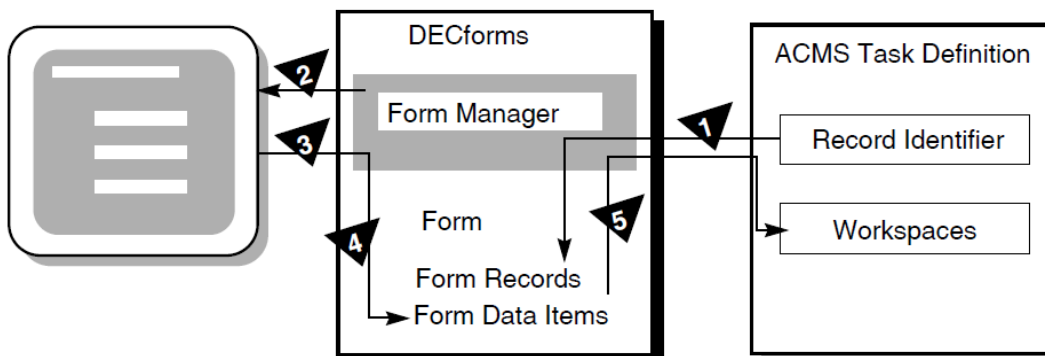 DECforms
ACMS Task Definition
2
Form Manager
1
3
Record Identifier
4
Form
5
Workspaces
Form Records
Form Data Items